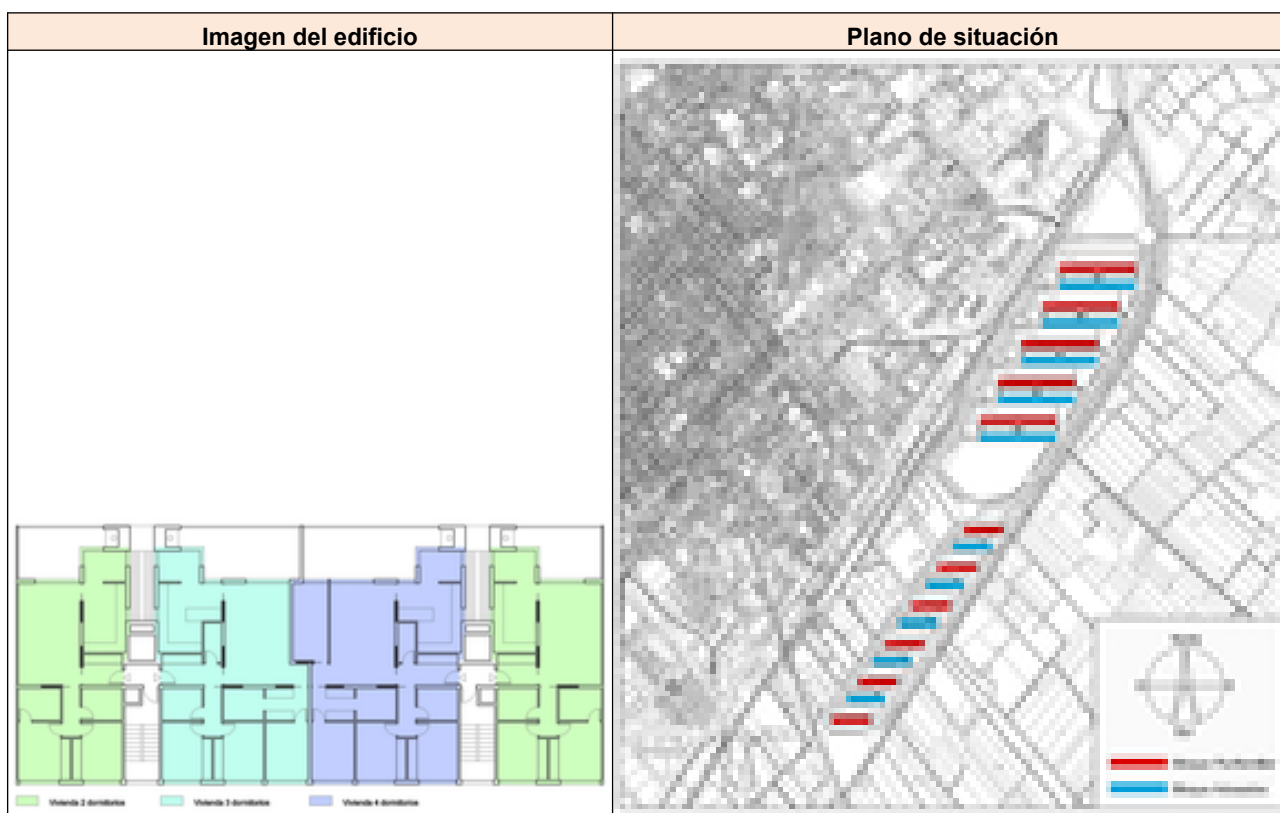 Imagen del edificio
Plano de situación
Vivienda 2 dormitorios
Vivienda 3 dormitorios
Vivienda 4 dormitorios